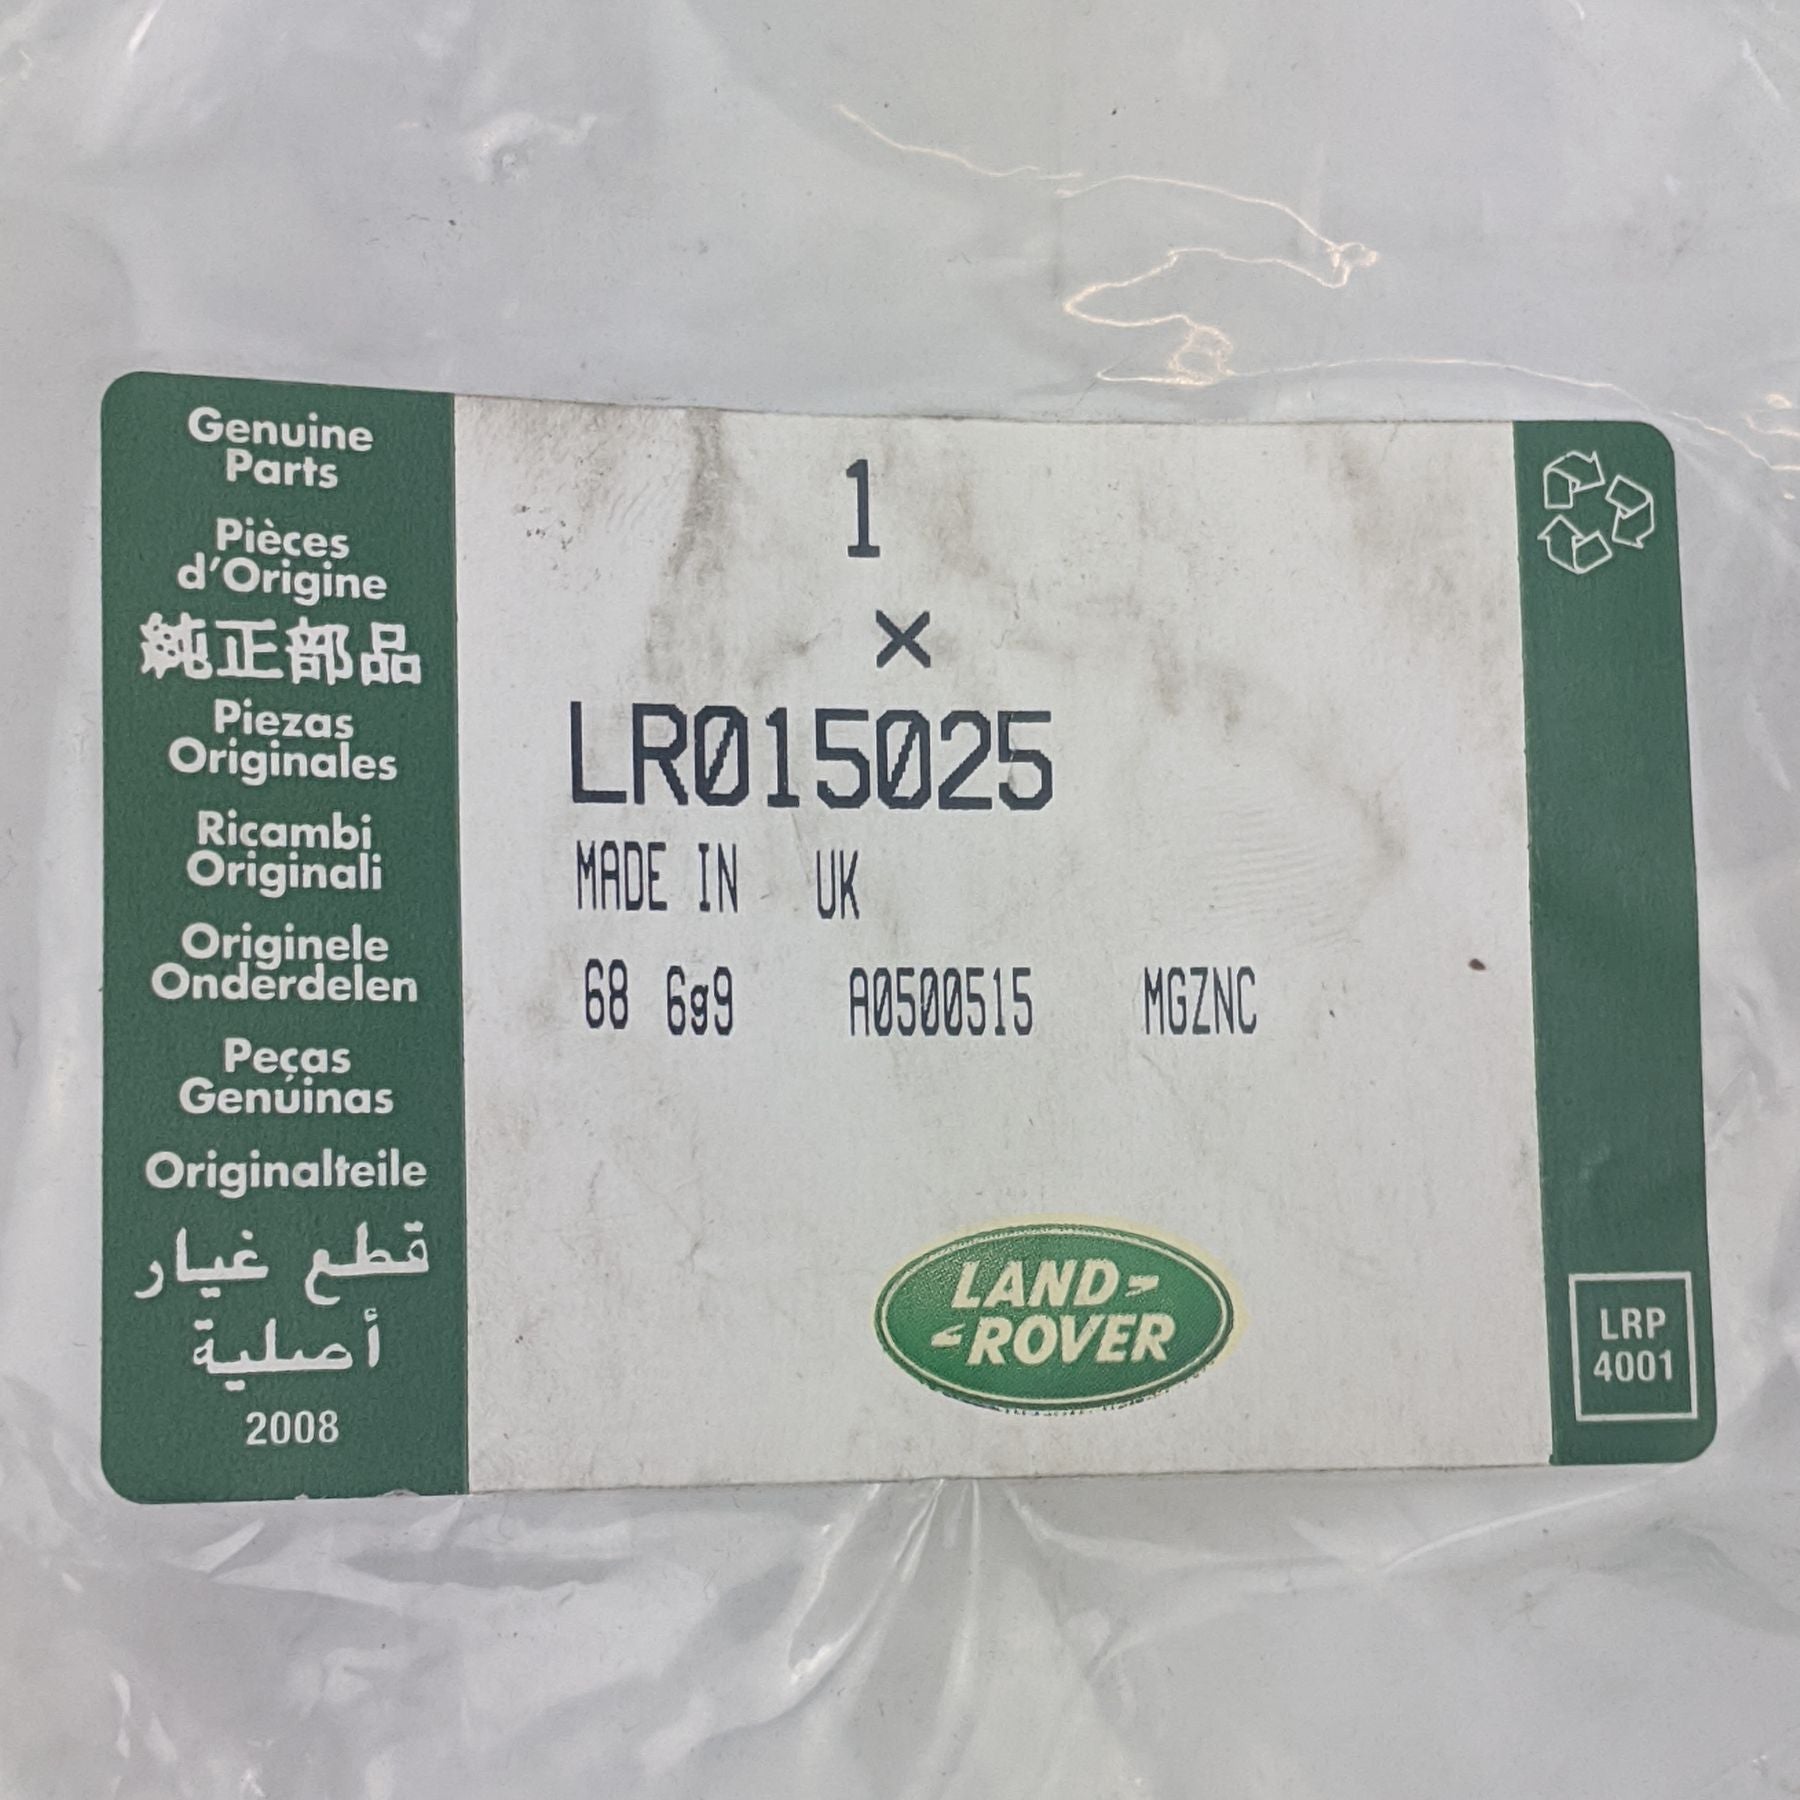 Genuine
Parts
Pièces
d'Origine
純正部品
Piezas
Originales
Ricambi
Originali
Originele
Onderdelen
Peças
Genúinas
Originalteile
قطع غيار
أصلية
2008
1
×
LR015025
MADE IN UK
68 6g9 A0500515 MGZNC
LAND-
ROVER
LRP
4001